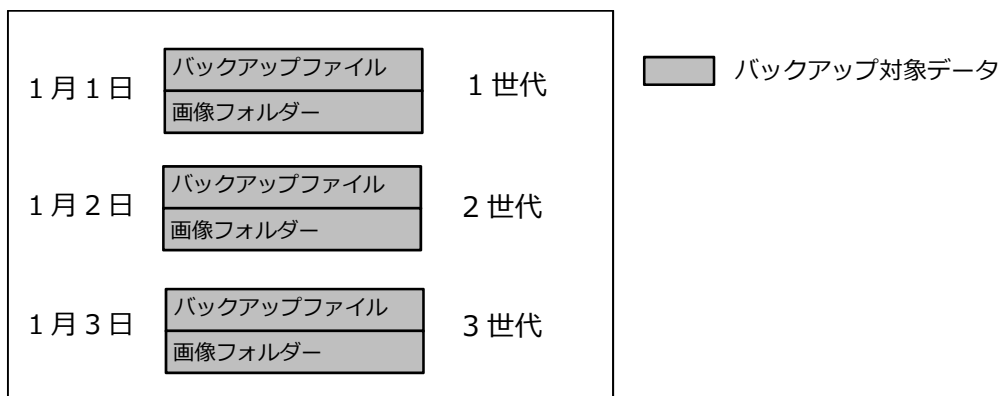 バックアップファイル
1月1日 1世代
画像フォルダー
バックアップ対象データ
バックアップファイル
1月2日 2世代
画像フォルダー
バックアップファイル
1月3日 3世代
画像フォルダー